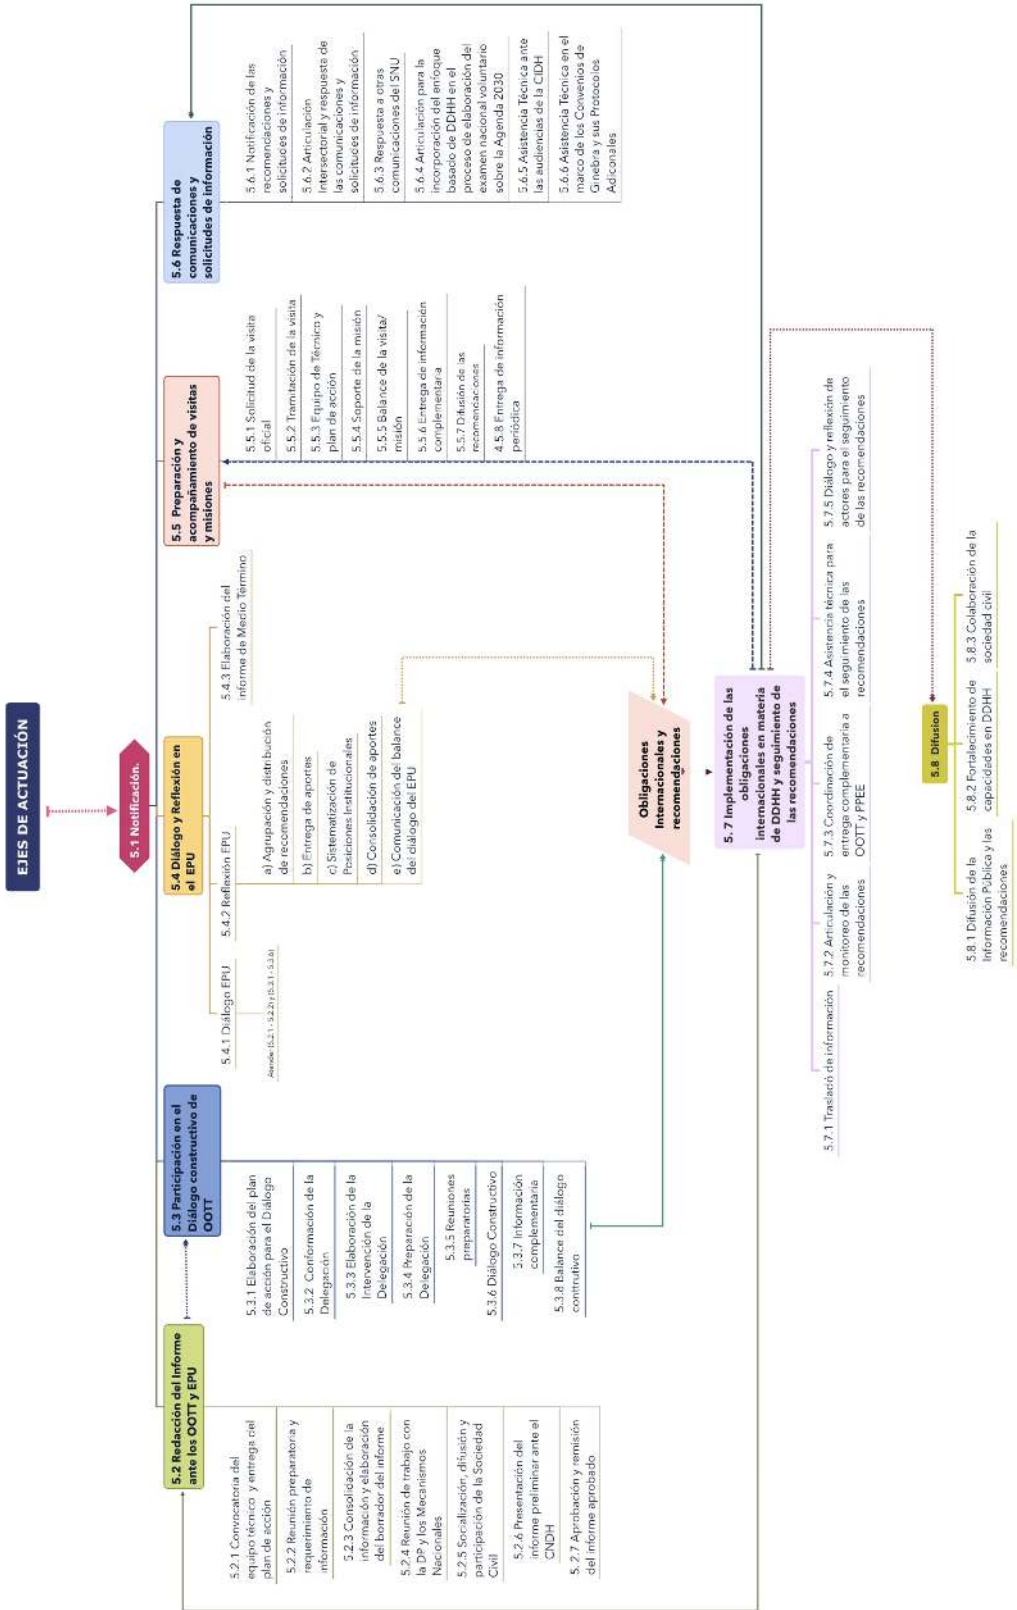 EJES DE ACTUACIÓN
5.1 Notificación.
5.2 Redacción del Informe
ante los OOTT y EPU
5.2.1 Convocatoria del
equipo técnico y entrega del
plan de acción
5.2.2 Reunión preparatoria y
requerimiento de
información
5.2.3 Consolidación de la
información y elaboración
del borrador del informe
5.2.4 Reunión de trabajo con
la DP y los Mecanismos
Nacionales
5.2.5 Socialización, difusión y
participación de la Sociedad
Civil
5.2.6 Presentación del
informe preliminar ante el
CNDH
5.2.7 Aprobación y remisión
del informe aprobado
5.3 Participación en el
Diálogo constructivo de
OOTT
5.3.1 Elaboración del plan
de acción para el Diálogo
Constructivo
5.3.2 Conformación de la
Delegación
5.3.3 Elaboración de la
Intervención de la
Delegación
5.3.4 Preparación de la
Delegación
5.3.5 Reuniones
preparatorias
5.3.6 Diálogo Constructivo
5.3.7 Información
complementaria
5.3.8 Balance del diálogo
conttrutivo
5.4 Diálogo y Reflexión en
el EPU
5.4.1 Diálogo EPU
(5.2.1 - 5.2.2) y (5.3.1 - 5.3.6)
5.4.2 Reflexión EPU
a) Agrupación y distribución
de recomendaciones
b) Entrega de aportes
c) Sistematización de
Posiciones Institucionales
d) Consolidación de aportes
e) Comunicación del balance
del diálogo del EPU
5.4.3 Elaboración del
informe de Medio Término
5.5 Preparación y
acompañamiento de visitas
y misiones
5.5.1 Solicitud de la visita
oficial
5.5.2 Tramitación de la visita
5.5.3 Equipo de Técnico y
plan de acción
5.5.4 Soporte de la misión
5.5.5 Balance de la visita/
misión
5.5.6 Entrega de información
complementaria
5.5.7 Difusión de las
recomendaciones
4.5.8 Entrega de información
periódica
5.6 Respuesta de
comunicaciones y
solicitudes de información
5.6.1 Notificación de las
recomendaciones y
solicitudes de información
5.6.2 Articulación
Intersectorial y respuesta de
las comunicaciones y
solicitudes de información
5.6.3 Respuesta a otras
comunicaciones del SNU
5.6.4 Articulación para la
incorporación del enfoque
basado de DDHH en el
proceso de elaboración del
examen nacional voluntario
sobre la Agenda 2030
5.6.5 Asistencia Técnica ante
las audiencias de la CIDH
5.6.6 Asistencia Técnica en el
marco de los Convenios de
Ginebra y sus Protocolos
Adicionales
Obligaciones
Internacionales y
recomendaciones
5. 7 Implementación de las
obligaciones
internacionales en materia
de DDHH y seguimiento de
las recomendaciones
5.7.1 Traslado de información
5.7.2 Articulación y
monitoreo de las
recomendaciones
5.7.3 Coordinación de
entrega complementaria a
OOTT y PPEE
5.7.4 Asistencia técnica para
el seguimiento de las
recomendaciones
5.7.5 Diálogo y reflexión de
actores para el seguimiento
de las recomendaciones
5.8 Difusion
5.8.1 Difusión de la
Información Pública y las
recomendaciones
5.8.2 Fortalecimiento de
capacidades en DDHH
5.8.3 Colaboración de la
sociedad civil